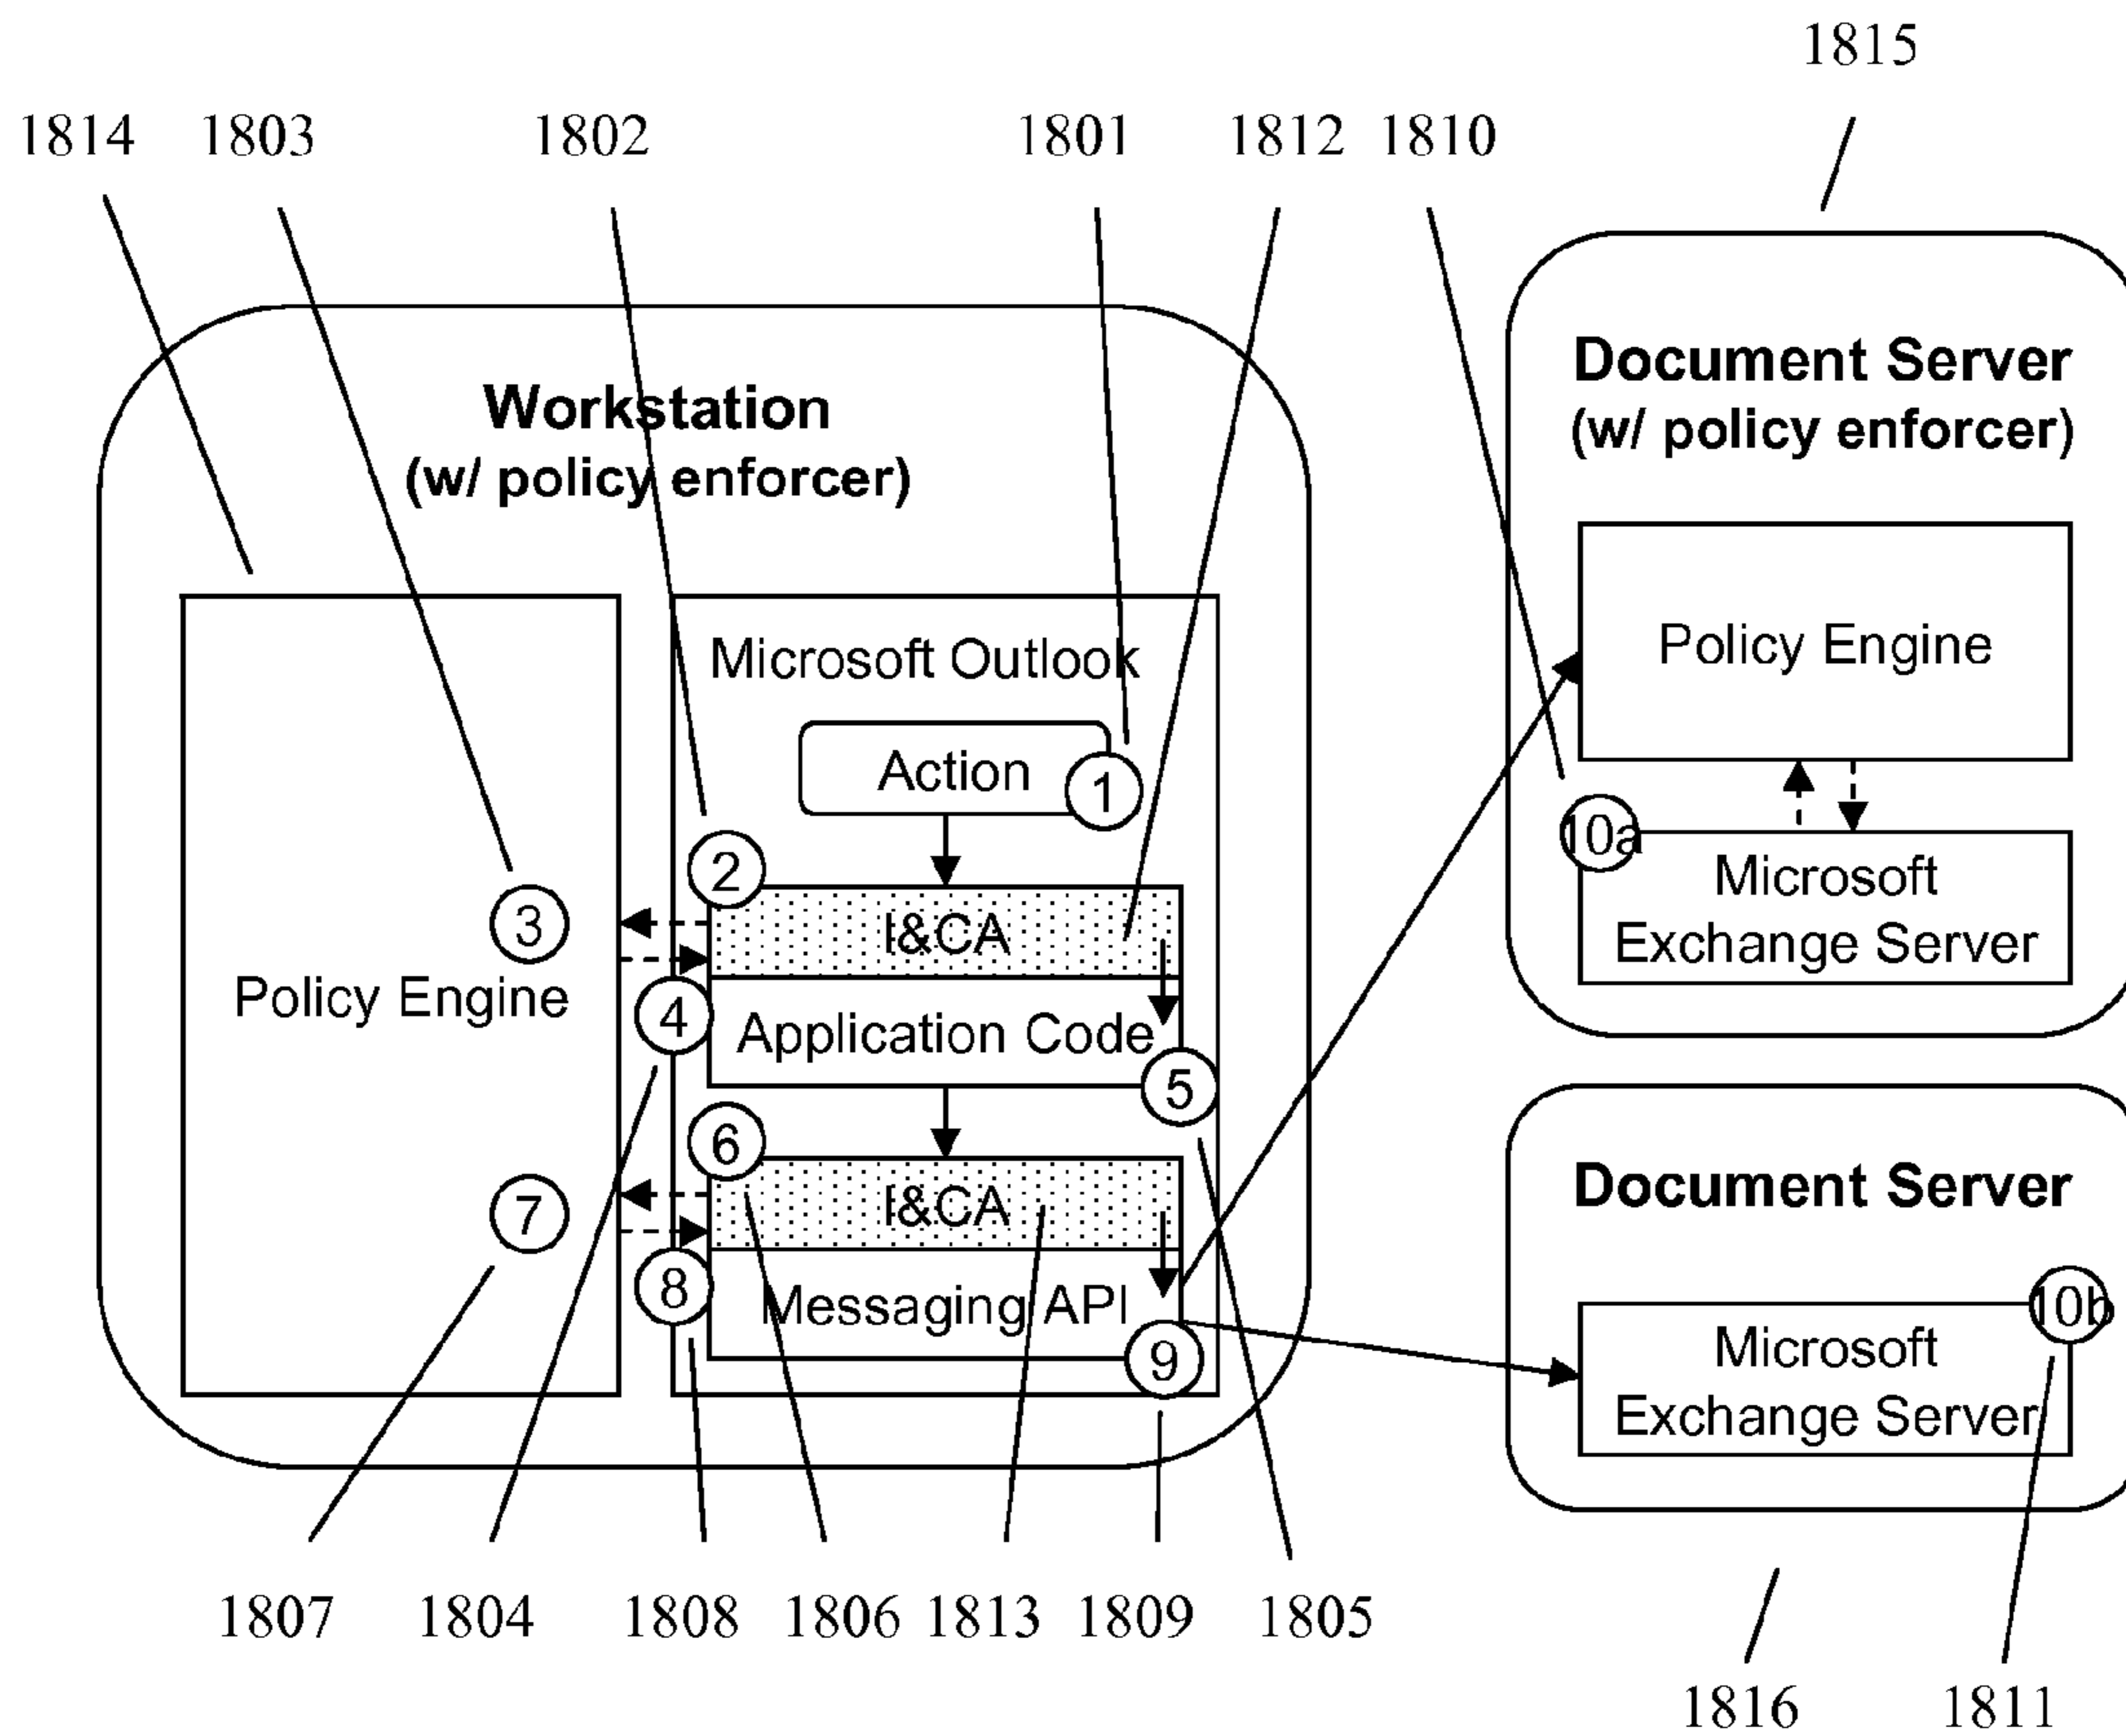 1815
1814 1803 1802 1801 1812 1810
Workstation
(w/ policy enforcer)
Policy Engine
3
7
Microsoft Outlook
Action
1
2
I&CA
4
Application Code
5
6
I&CA
8
Messaging API
9
Document Server
(w/ policy enforcer)
Policy Engine
10a
Microsoft
Exchange Server
Document Server
10b
Microsoft
Exchange Server
1807 1804 1808 1806 1813 1809 1805
1816 1811